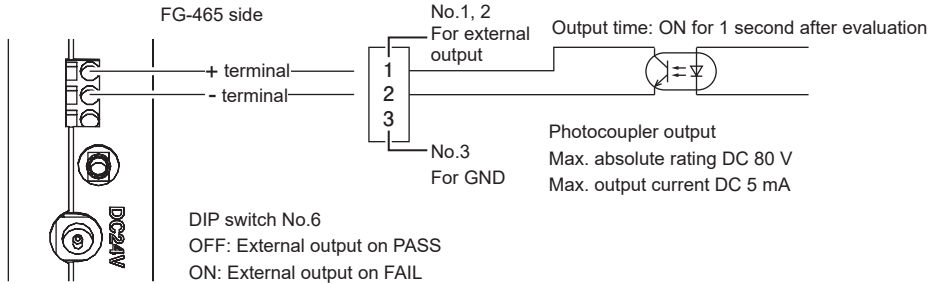 FG-465 side
No.1, 2
For external
output
Output time: ON for 1 second after evaluation
+ terminal
- terminal
1
2
3
No.3
For GND
Photocoupler output
Max. absolute rating DC 80 V
Max. output current DC 5 mA
DC24V
DIP switch No.6
OFF: External output on PASS
ON: External output on FAIL